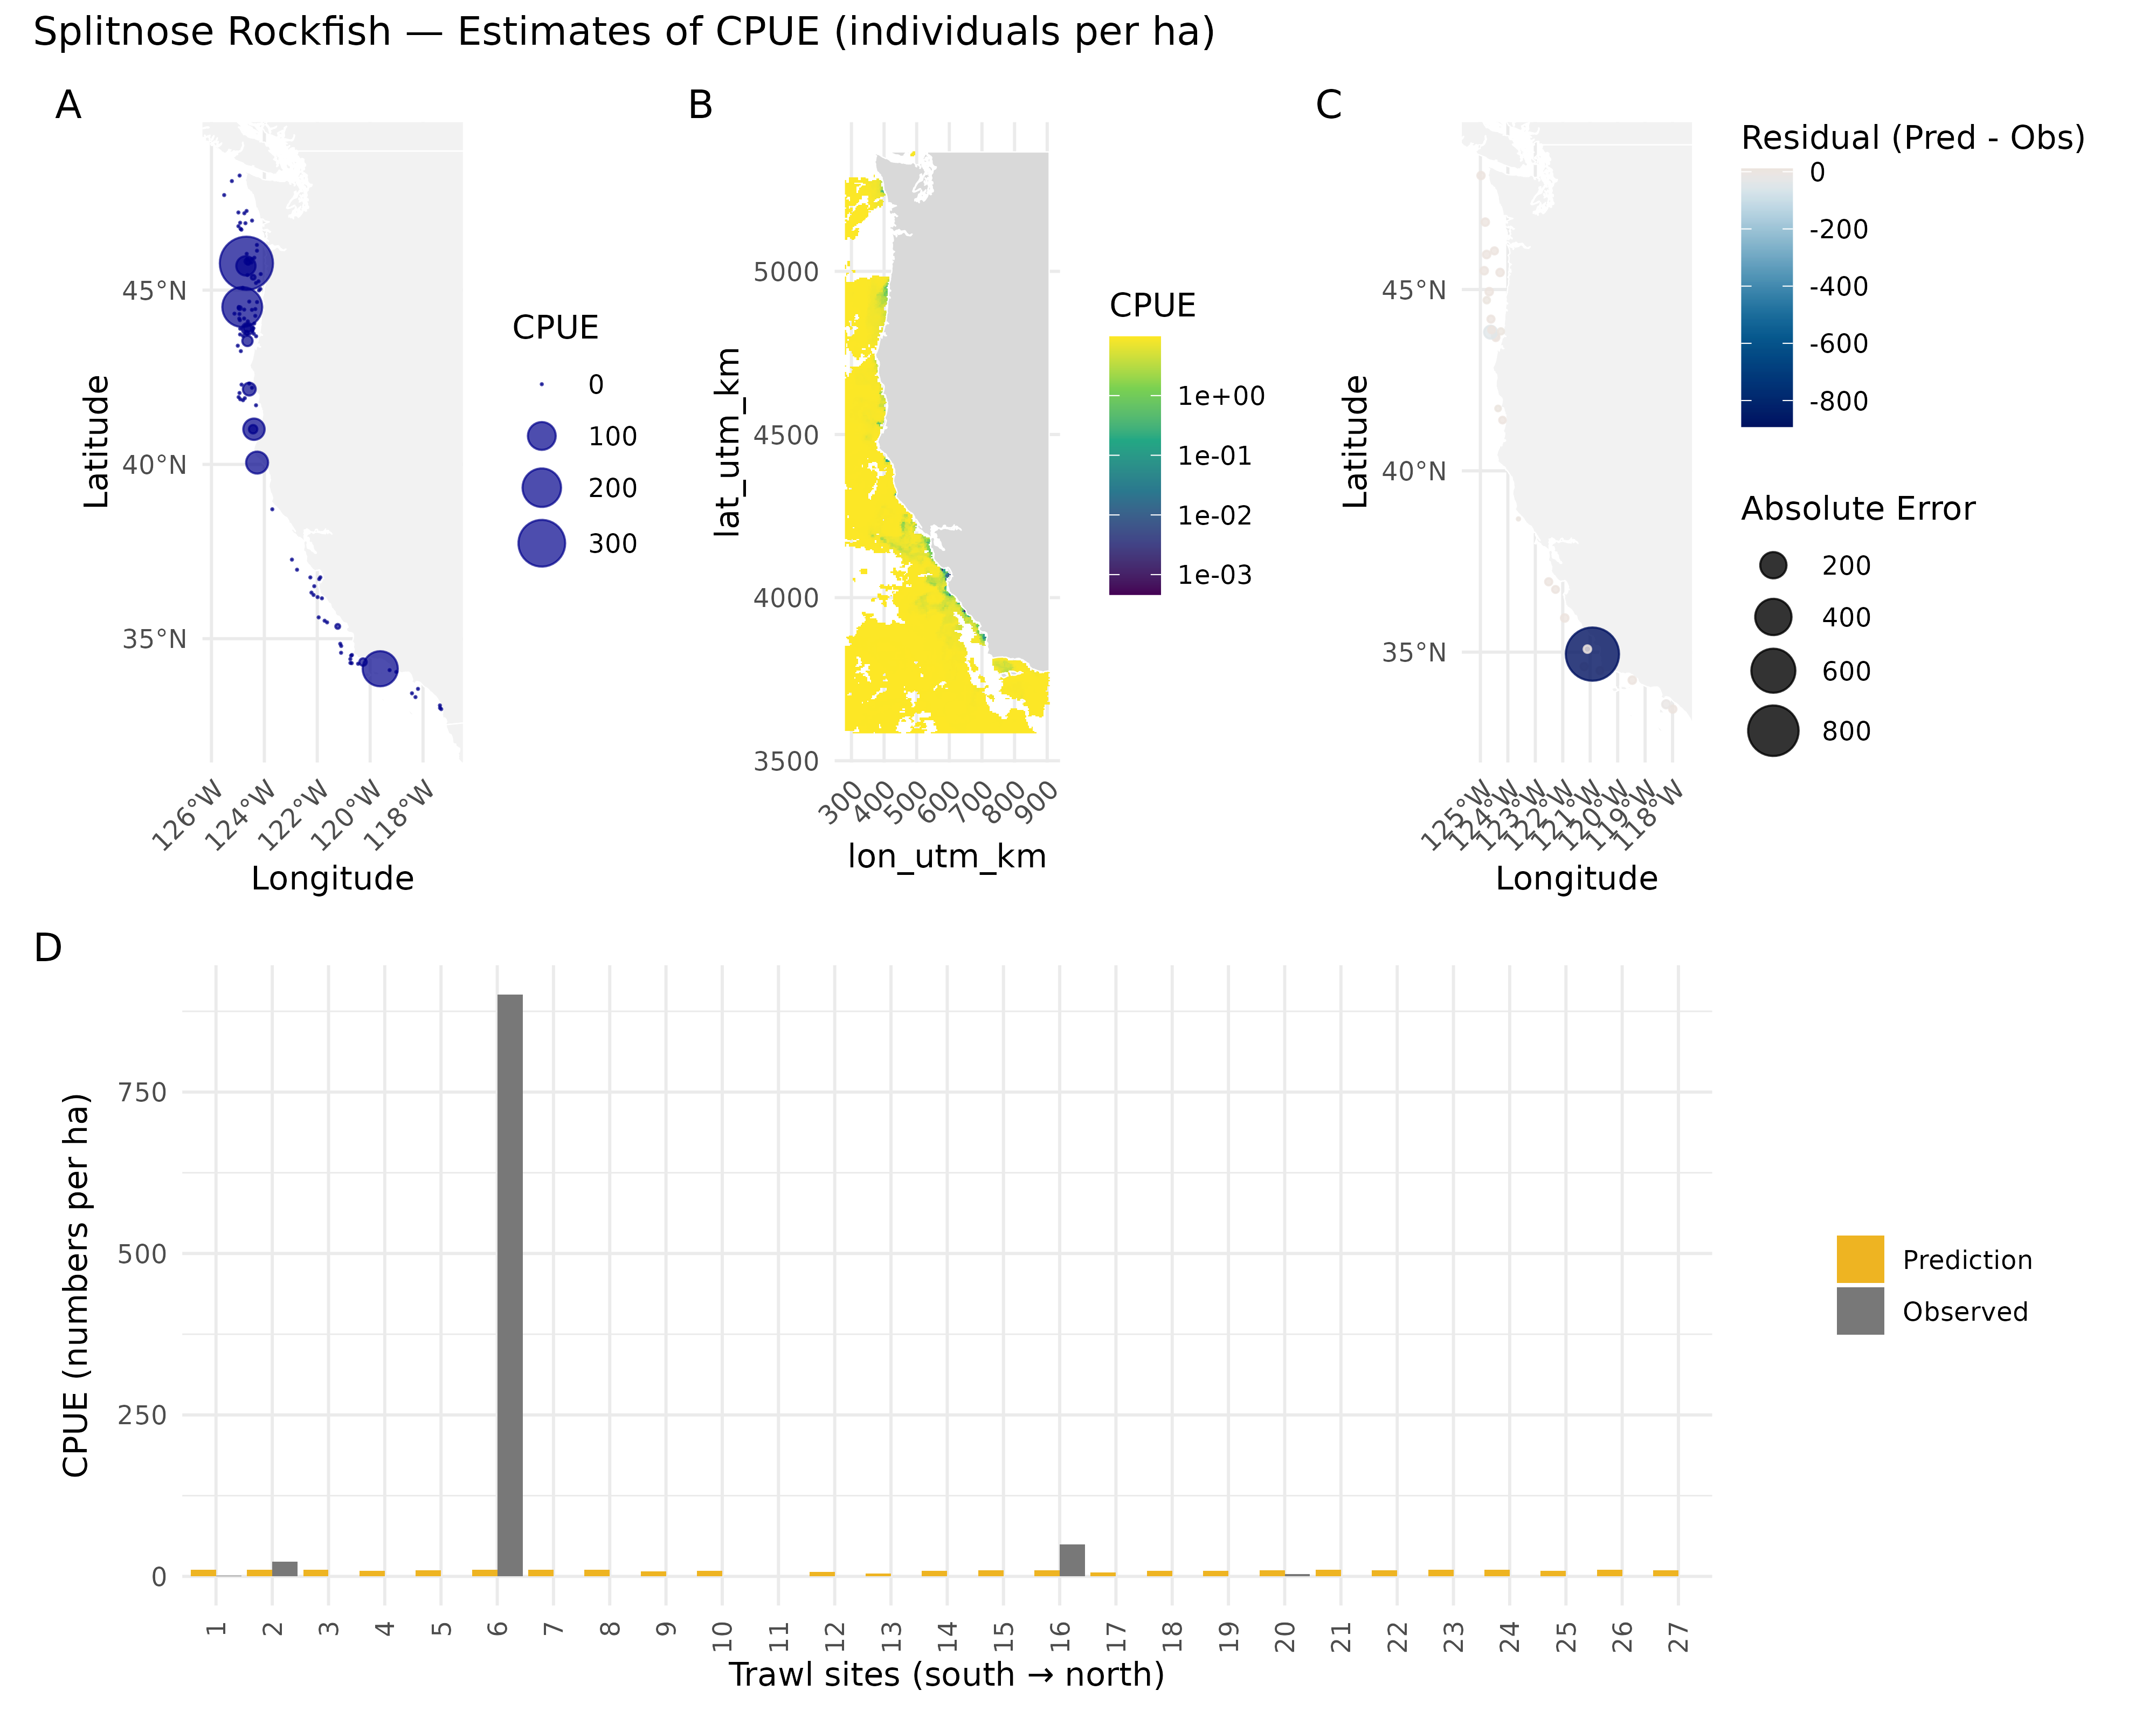 Splitnose Rockfish — Estimates of CPUE (individuals per ha)
A
Latitude
45°N
40°N
35°N
126°W
124°W
122°W
120°W
118°W
Longitude
CPUE
0
100
200
300
B
lat_utm_km
5000
4500
4000
3500
300
400
500
600
700
800
900
lon_utm_km
CPUE
1e+00
1e-01
1e-02
1e-03
C
Latitude
45°N
40°N
35°N
125°W
124°W
123°W
122°W
121°W
120°W
119°W
118°W
Longitude
Residual (Pred - Obs)
0
-200
-400
-600
-800
Absolute Error
200
400
600
800
D
CPUE (numbers per ha)
750
500
250
0
1
2
3
4
5
6
7
8
9
10
11
12
13
14
15
16
17
18
19
20
21
22
23
24
25
26
27
Trawl sites (south → north)
Prediction
Observed